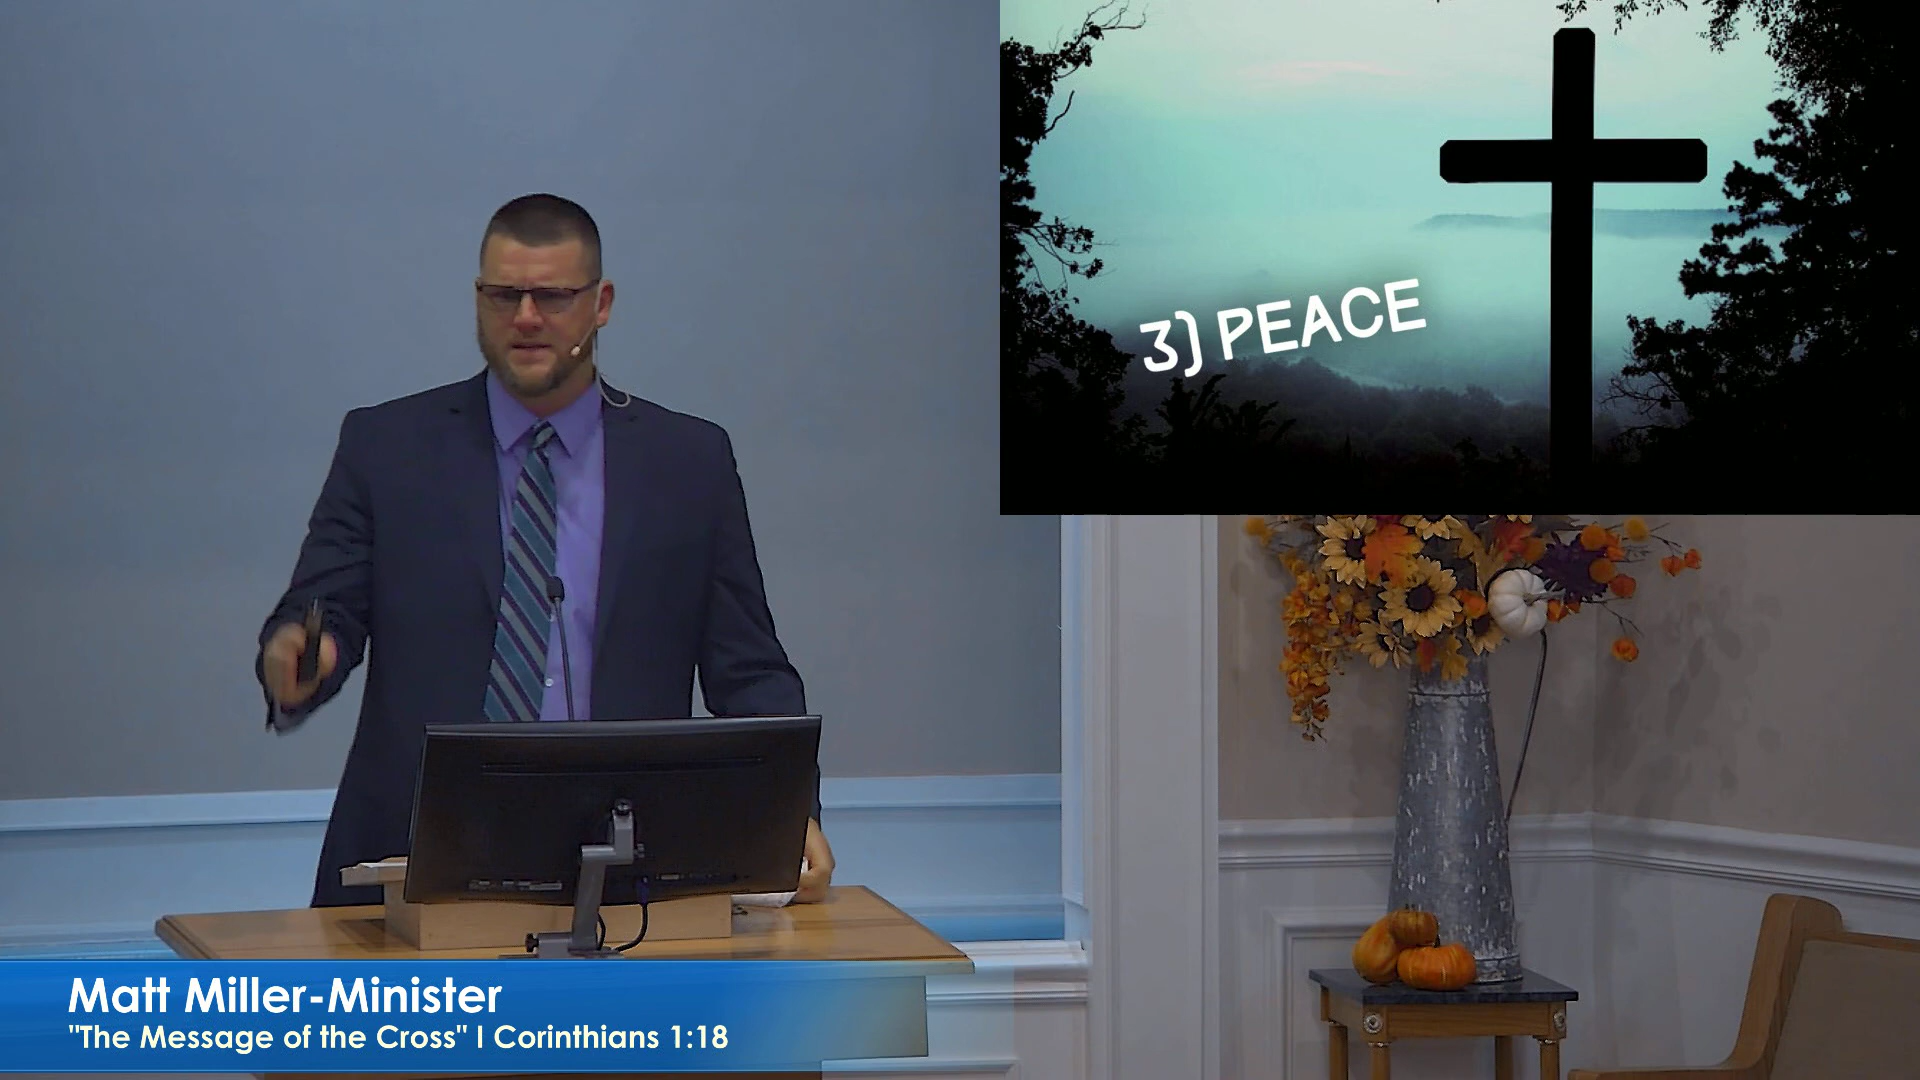 3) PEACE
Matt Miller-Minister
"The Message of the Cross" I Corinthians 1:18